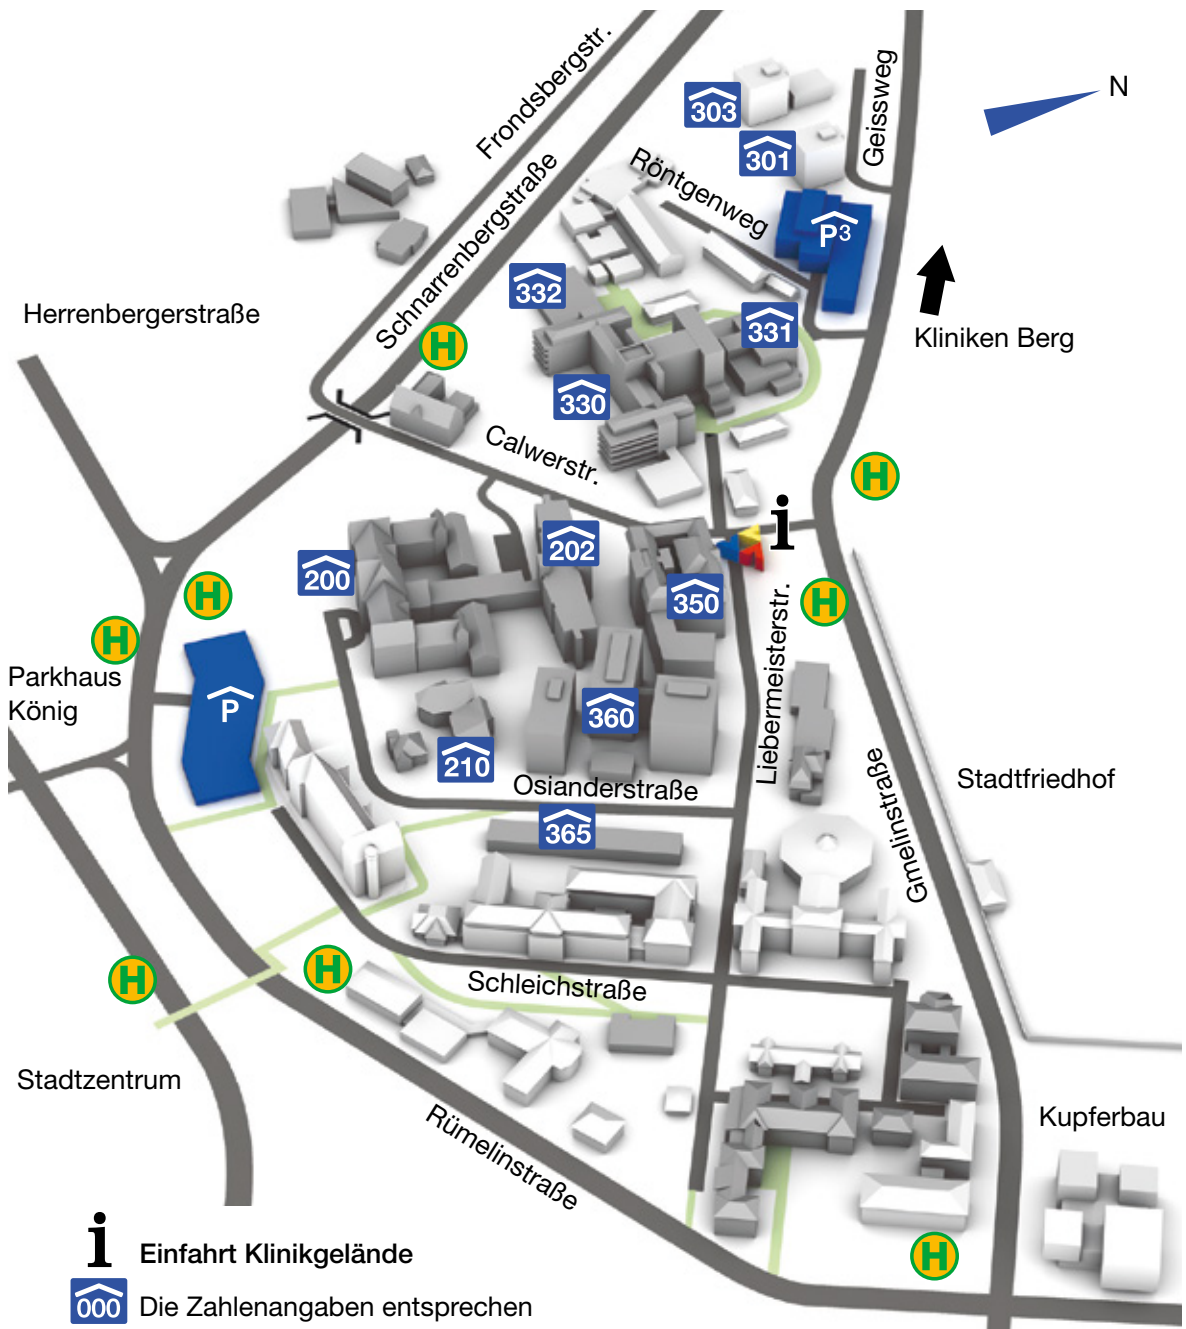 Frondsbergstr.
Geissweg
N
303
301
Röntgenweg
Schnarrenbergstraße
P3
332
Herrenbergerstraße
331
H
Kliniken Berg
330
Calwerstr.
H
i
202
200
350
H
H
H
Liebermeisterstr.
Parkhaus
König
P
360
210
Osianderstraße
Gmelinstraße
Stadtfriedhof
365
H
H
Schleichstraße
Stadtzentrum
Rümelinstraße
Kupferbau
H
i Einfahrt Klinikgelände
000 Die Zahlenangaben entsprechen